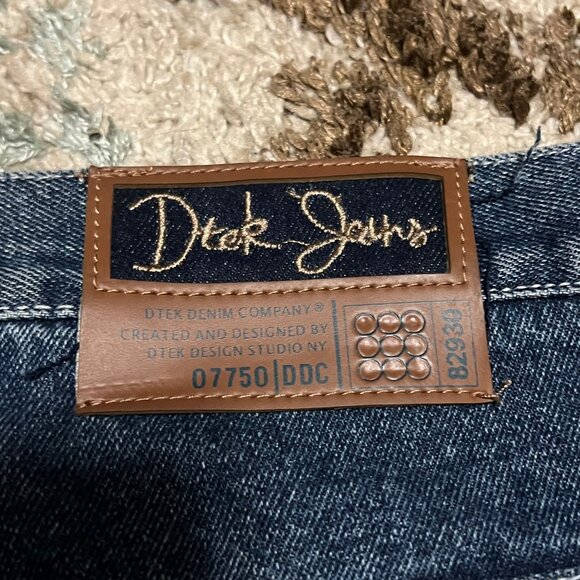 Dtek Jeans
DTEK DENIM COMPANY®
CREATED AND DESIGNED BY
DTEK DESIGN STUDIO NY
07750 DDC
82930